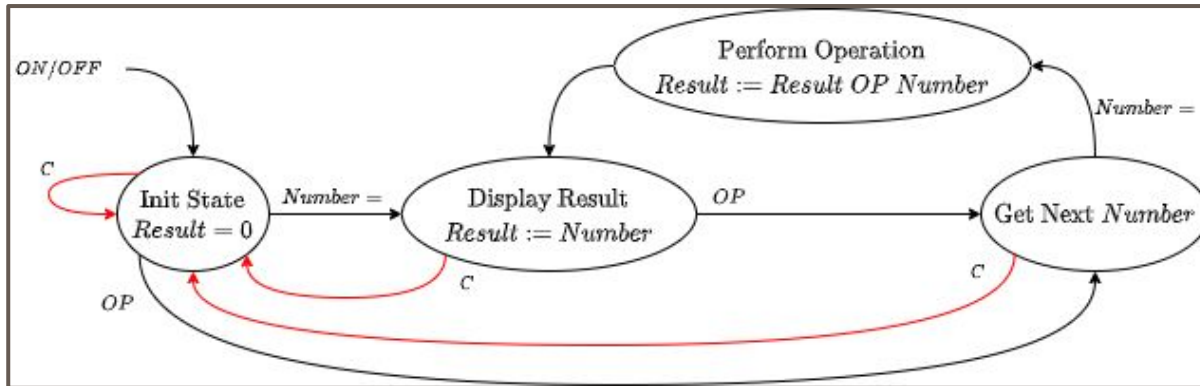 ON/OFF
Perform Operation
Result := Result OP Number
Number =
C
Init State
Result = 0
Number =
Display Result
Result := Number
OP
Get Next Number
C
C
OP